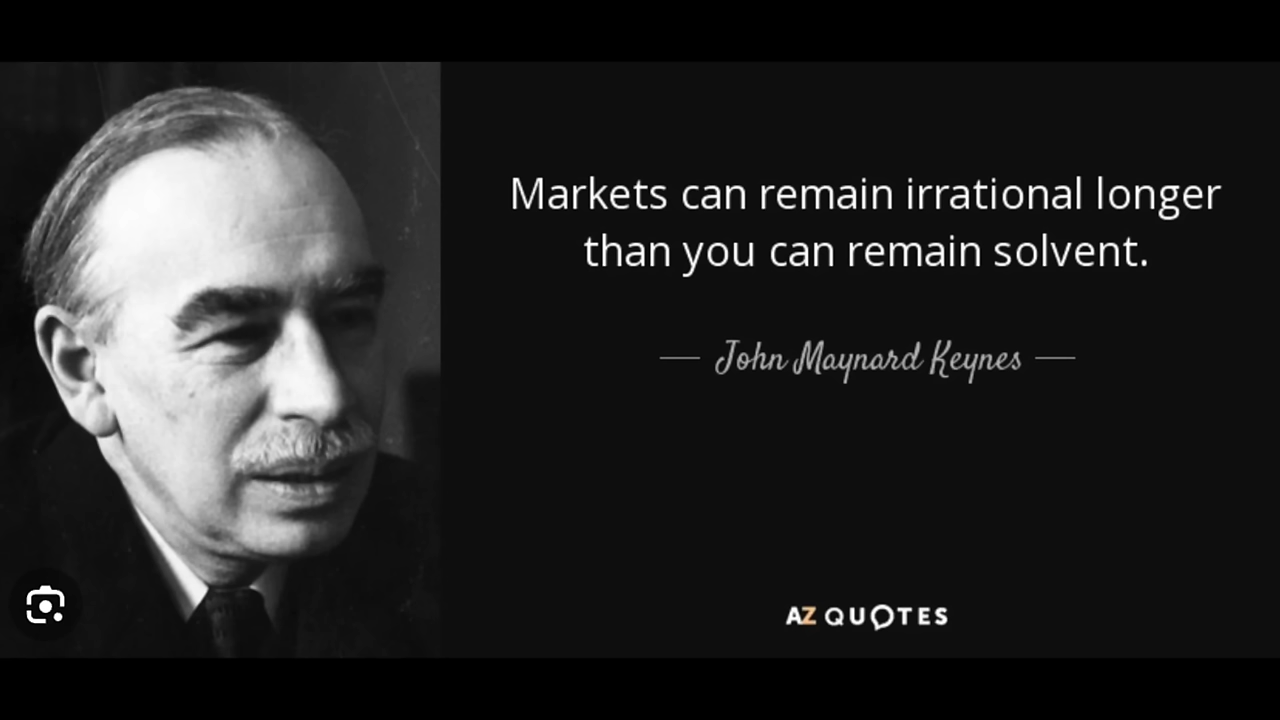 Markets can remain irrational longer
than you can remain solvent.
John Maynard Keynes
AZ QUOTES